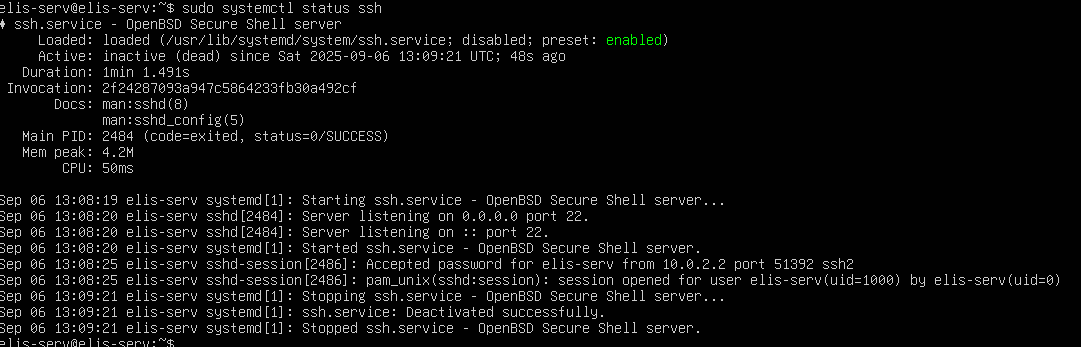 elis-serv@elis-serv:~$ sudo systemctl status ssh
♦ ssh.service - OpenBSD Secure Shell server
     Loaded: loaded (/usr/lib/systemd/system/ssh.service; disabled; preset: enabled)
     Active: inactive (dead) since Sat 2025-09-06 13:09:21 UTC; 48s ago
   Duration: 1min 1.491s
 Invocation: 2f24287093a947c5864233fb30a492cf
       Docs: man:sshd(8)
             man:sshd_config(5)
   Main PID: 2484 (code=exited, status=0/SUCCESS)
   Mem peak: 4.2M
        CPU: 50ms
Sep 06 13:08:19 elis-serv systemd[1]: Starting ssh.service - OpenBSD Secure Shell server...
Sep 06 13:08:20 elis-serv sshd[2484]: Server listening on 0.0.0.0 port 22.
Sep 06 13:08:20 elis-serv sshd[2484]: Server listening on :: port 22.
Sep 06 13:08:20 elis-serv systemd[1]: Started ssh.service - OpenBSD Secure Shell server.
Sep 06 13:08:25 elis-serv sshd-session[2486]: Accepted password for elis-serv from 10.0.2.2 port 51392 ssh2
Sep 06 13:08:25 elis-serv sshd-session[2486]: pam_unix(sshd:session): session opened for user elis-serv(uid=1000) by elis-serv(uid=0)
Sep 06 13:09:21 elis-serv systemd[1]: Stopping ssh.service - OpenBSD Secure Shell server...
Sep 06 13:09:21 elis-serv systemd[1]: ssh.service: Deactivated successfully.
Sep 06 13:09:21 elis-serv systemd[1]: Stopped ssh.service - OpenBSD Secure Shell server.
elis-serv@elis-serv:~$